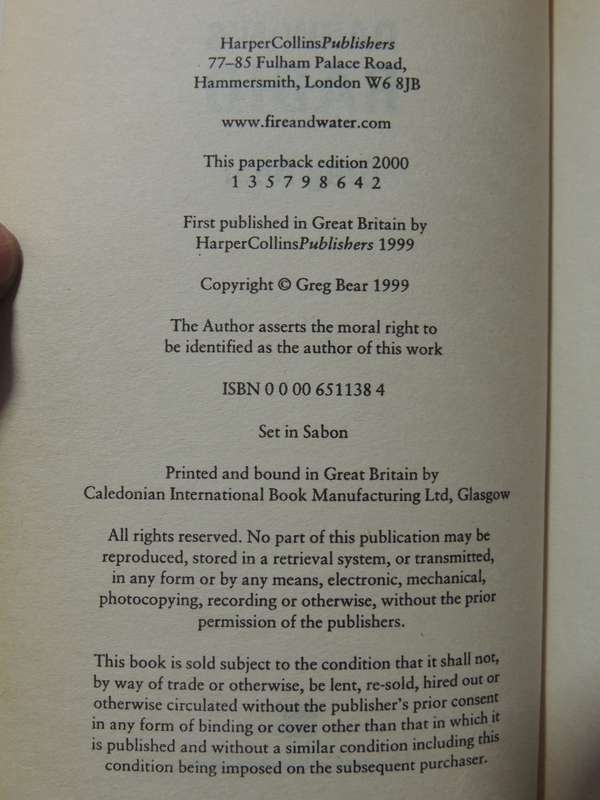 HarperCollinsPublishers
77–85 Fulham Palace Road,
Hammersmith, London W6 8JB
www.fireandwater.com
This paperback edition 2000
1 3 5 7 9 8 6 4 2
First published in Great Britain by
HarperCollinsPublishers 1999
Copyright © Greg Bear 1999
The Author asserts the moral right to
be identified as the author of this work
ISBN 0 0 00 651138 4
Set in Sabon
Printed and bound in Great Britain by
Caledonian International Book Manufacturing Ltd, Glasgow
All rights reserved. No part of this publication may be
reproduced, stored in a retrieval system, or transmitted,
in any form or by any means, electronic, mechanical,
photocopying, recording or otherwise, without the prior
permission of the publishers.
This book is sold subject to the condition that it shall not,
by way of trade or otherwise, be lent, re-sold, hired out or
otherwise circulated without the publisher's prior consent
in any form of binding or cover other than that in which it
is published and without a similar condition including this
condition being imposed on the subsequent purchaser.